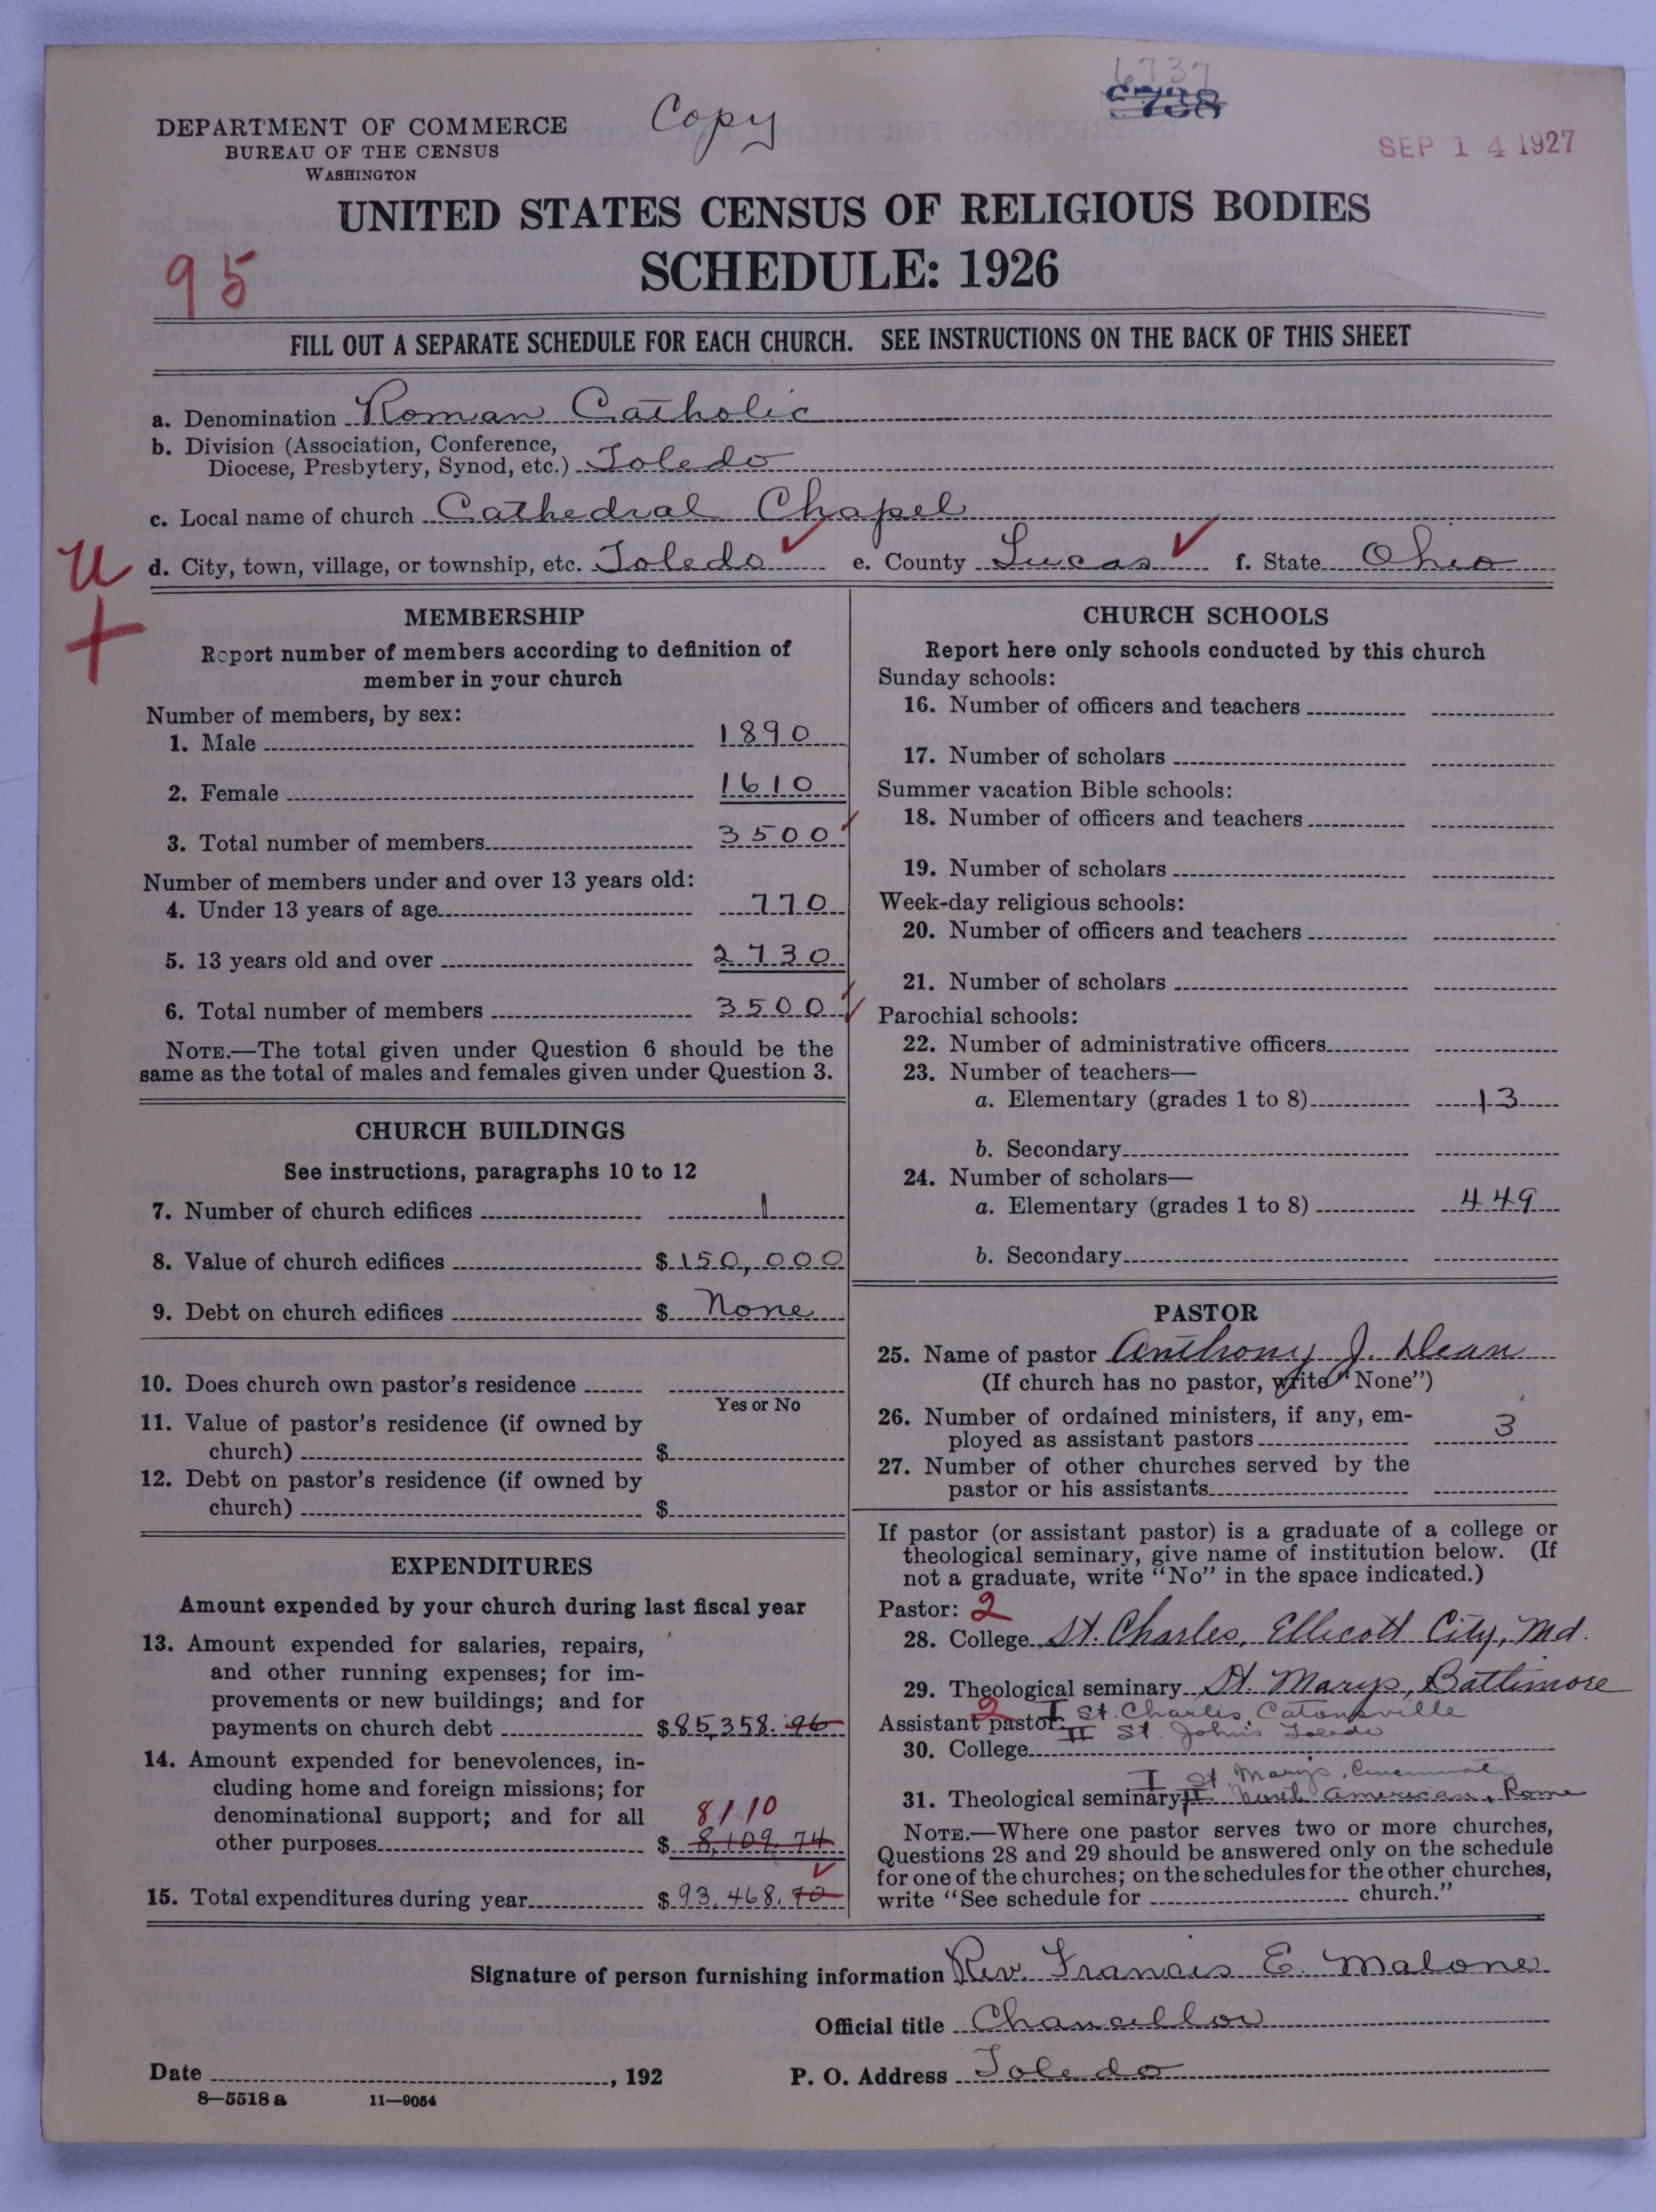 6737
6738
Copy
SEP 14 1927
DEPARTMENT OF COMMERCE
BUREAU OF THE CENSUS
WASHINGTON
UNITED STATES CENSUS OF RELIGIOUS BODIES
SCHEDULE: 1926
95
FILL OUT A SEPARATE SCHEDULE FOR EACH CHURCH. SEE INSTRUCTIONS ON THE BACK OF THIS SHEET
a. Denomination Roman Catholic
b. Division (Association, Conference,
Diocese, Presbytery, Synod, etc.) Toledo
c. Local name of church Cathedral Chapel
d. City, town, village, or township, etc. Toledo e. County Lucas f. State Ohio
U
+
MEMBERSHIP
Report number of members according to definition of
member in your church
Number of members, by sex:
1. Male 1890
2. Female 1610
3. Total number of members 3500
Number of members under and over 13 years old:
4. Under 13 years of age 770
5. 13 years old and over 2730
6. Total number of members 3500
NOTE.—The total given under Question 6 should be the
same as the total of males and females given under Question 3.
CHURCH BUILDINGS
See instructions, paragraphs 10 to 12
7. Number of church edifices 1
8. Value of church edifices $150,000
9. Debt on church edifices $ None
10. Does church own pastor's residence
Yes or No
11. Value of pastor's residence (if owned by
church) $
12. Debt on pastor's residence (if owned by
church) $
EXPENDITURES
Amount expended by your church during last fiscal year
13. Amount expended for salaries, repairs,
and other running expenses; for im-
provements or new buildings; and for
payments on church debt $85,358.96
14. Amount expended for benevolences, in-
cluding home and foreign missions; for
denominational support; and for all 8110
other purposes $ 8,109.74
15. Total expenditures during year $93,468.70
CHURCH SCHOOLS
Report here only schools conducted by this church
Sunday schools:
16. Number of officers and teachers
17. Number of scholars
Summer vacation Bible schools:
18. Number of officers and teachers
19. Number of scholars
Week-day religious schools:
20. Number of officers and teachers
21. Number of scholars
Parochial schools:
22. Number of administrative officers
23. Number of teachers—
a. Elementary (grades 1 to 8) 13
b. Secondary
24. Number of scholars—
a. Elementary (grades 1 to 8) 449
b. Secondary
PASTOR
25. Name of pastor Anthony J. Dean
(If church has no pastor, write "None")
26. Number of ordained ministers, if any, em-
ployed as assistant pastors 3
27. Number of other churches served by the
pastor or his assistants
If pastor (or assistant pastor) is a graduate of a college or
theological seminary, give name of institution below. (If
not a graduate, write "No" in the space indicated.)
Pastor: 2
28. College St. Charles, Ellicott City, Md.
29. Theological seminary St. Marys, Baltimore
2 I St. Charles, Catonsville
Assistant pastor: II St. John's Toledo
30. College
I St. Marys, Cincinnati
31. Theological seminary II North American, Rome
NOTE.—Where one pastor serves two or more churches,
Questions 28 and 29 should be answered only on the schedule
for one of the churches; on the schedules for the other churches,
write "See schedule for church."
Signature of person furnishing information Rev. Francis E. Malone
Official title Chancellor
Date , 192 P. O. Address Toledo
8—5518 a 11—9054